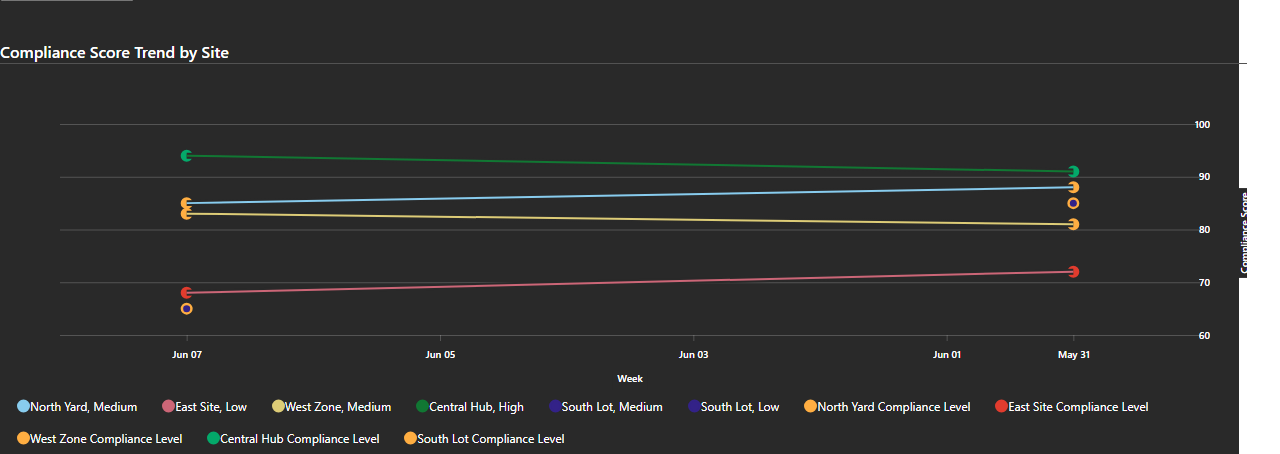 Compliance Score Trend by Site
100
90
80
70
60
Compliance Score
Jun 07 Jun 05 Jun 03 Jun 01 May 31
Week
North Yard, Medium East Site, Low West Zone, Medium Central Hub, High South Lot, Medium South Lot, Low North Yard Compliance Level East Site Compliance Level
West Zone Compliance Level Central Hub Compliance Level South Lot Compliance Level